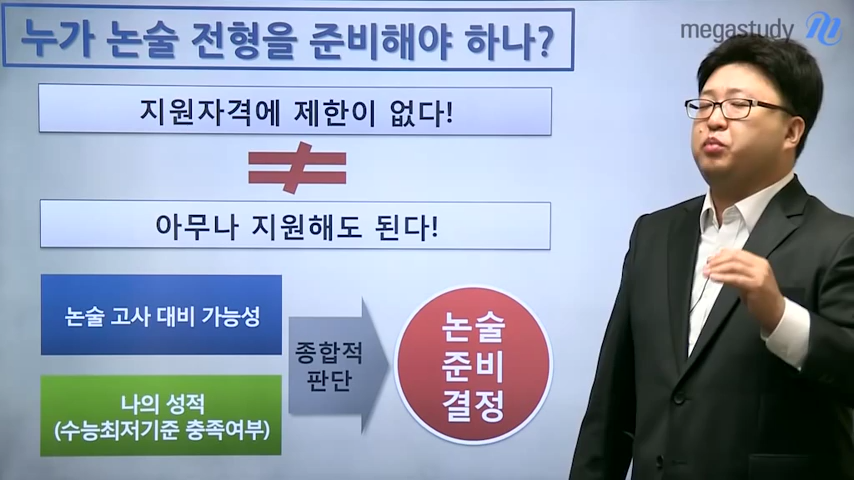 누가 논술 전형을 준비해야 하나?
megastudy
지원자격에 제한이 없다!
≠
아무나 지원해도 된다!
논술 고사 대비 가능성
나의 성적
(수능최저기준 충족여부)
종합적
판단
논술
준비
결정